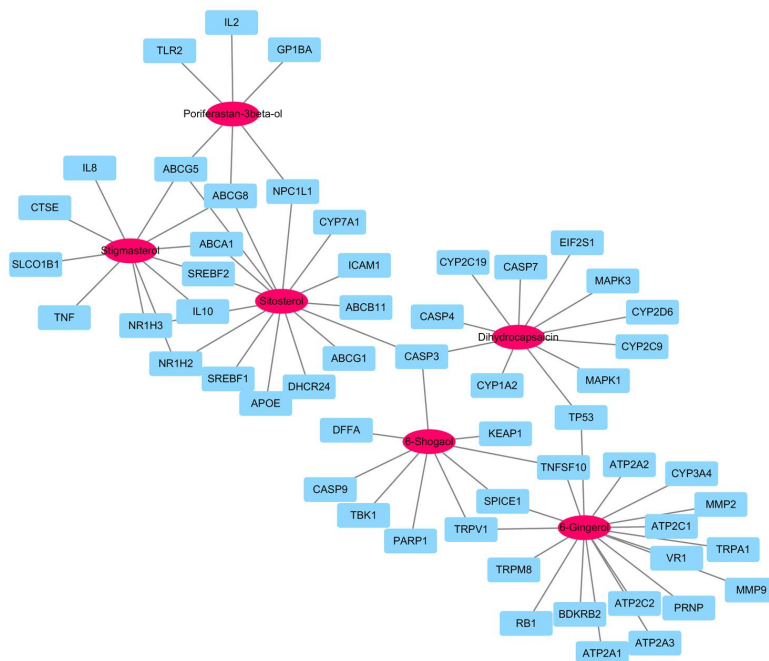 IL2
TLR2
GP1BA
Poriferastan-3beta-ol
IL8
ABCG5
ABCG8
NPC1L1
CTSE
CYP7A1
Stigmasterol
ABCA1
SLCO1B1
SREBF2
ICAM1
Sitosterol
TNF
IL10
ABCB11
NR1H3
NR1H2
ABCG1
SREBF1
DHCR24
APOE
EIF2S1
CYP2C19
CASP7
MAPK3
CASP4
CYP2D6
Dihydrocapsaicin
CYP2C9
CASP3
CYP1A2
MAPK1
TP53
DFFA
KEAP1
6-Shogaol
TNFSF10
ATP2A2
CYP3A4
CASP9
SPICE1
MMP2
TBK1
TRPV1
6-Gingerol
ATP2C1
PARP1
TRPA1
VR1
TRPM8
MMP9
ATP2C2
PRNP
BDKRB2
RB1
ATP2A3
ATP2A1